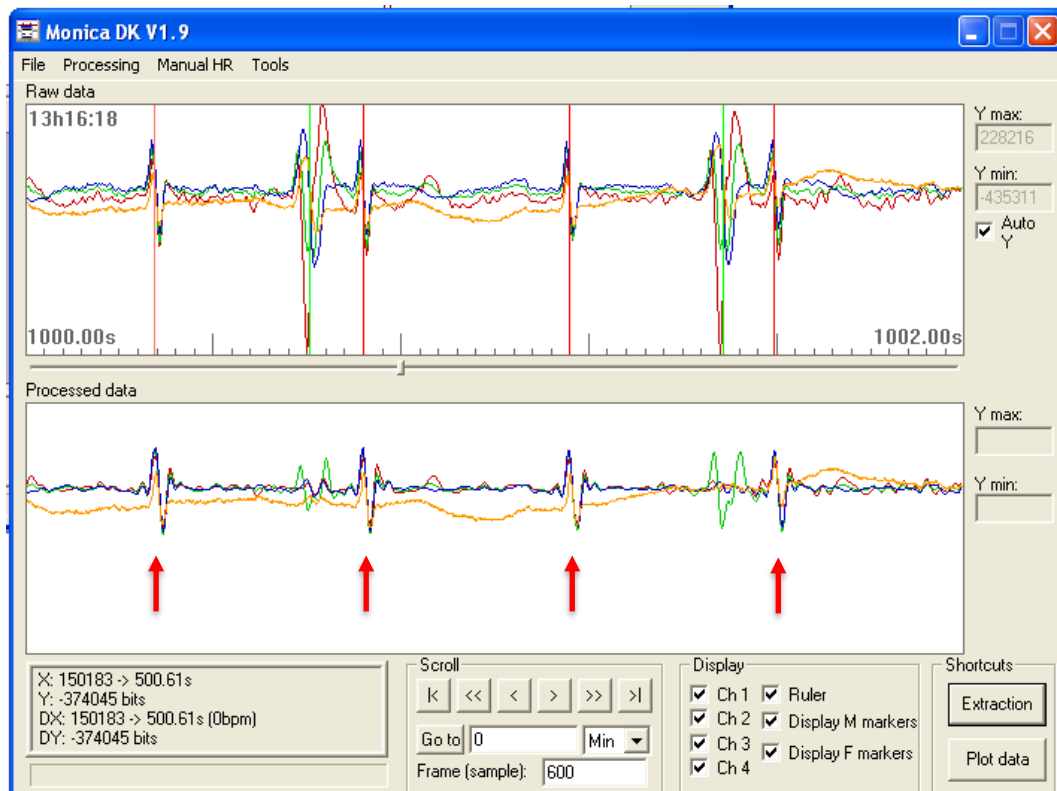 Monica DK V1.9
File Processing Manual HR Tools
Raw data
13h16:18
1000.00s 1002.00s
Y max:
228216
Y min:
-435311
Auto
Y
Processed data
Y max:
Y min:
X: 150183 -> 500.61s
Y: -374045 bits
DX: 150183 -> 500.61s (0bpm)
DY: -374045 bits
Scroll
|< << < > >> >|
Go to 0 Min
Frame (sample): 600
Display
Ch 1 Ruler
Ch 2 Display M markers
Ch 3 Display F markers
Ch 4
Shortcuts
Extraction
Plot data